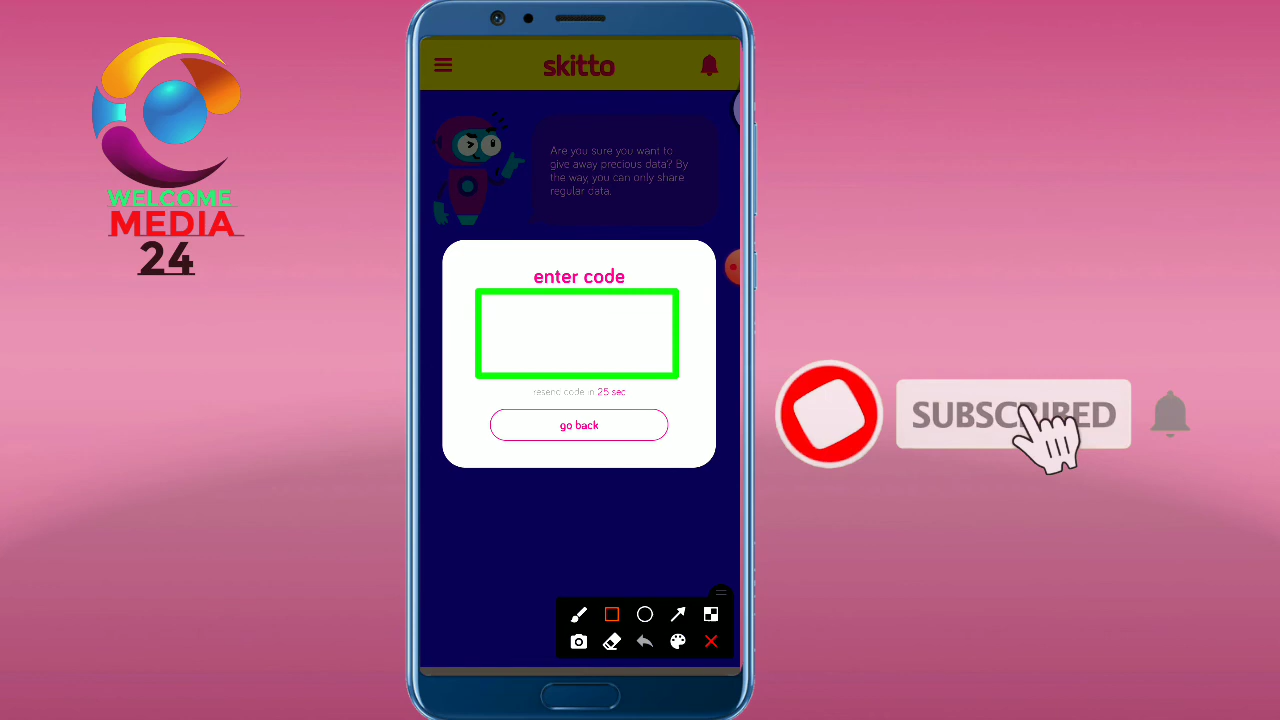 WELCOME
MEDIA
24
skitto
Are you sure you want to
give away precious data? By
the way, you can only share
regular data.
enter code
resend code in 25 sec
go back
SUBSCRIBED